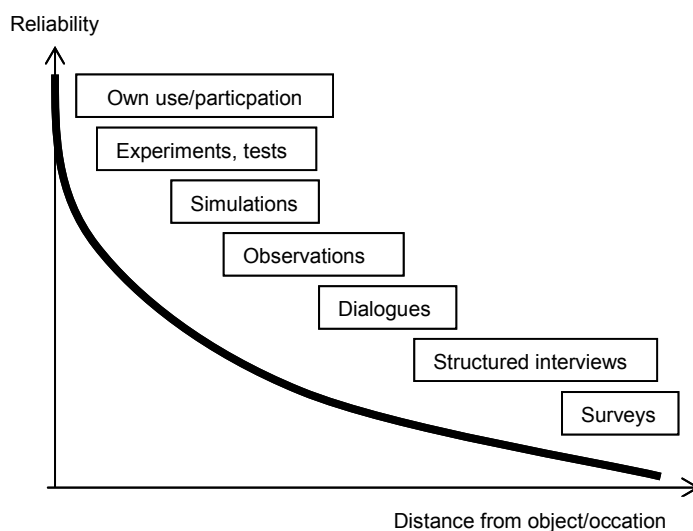 Reliability
Own use/particpation
Experiments, tests
Simulations
Observations
Dialogues
Structured interviews
Surveys
Distance from object/occation